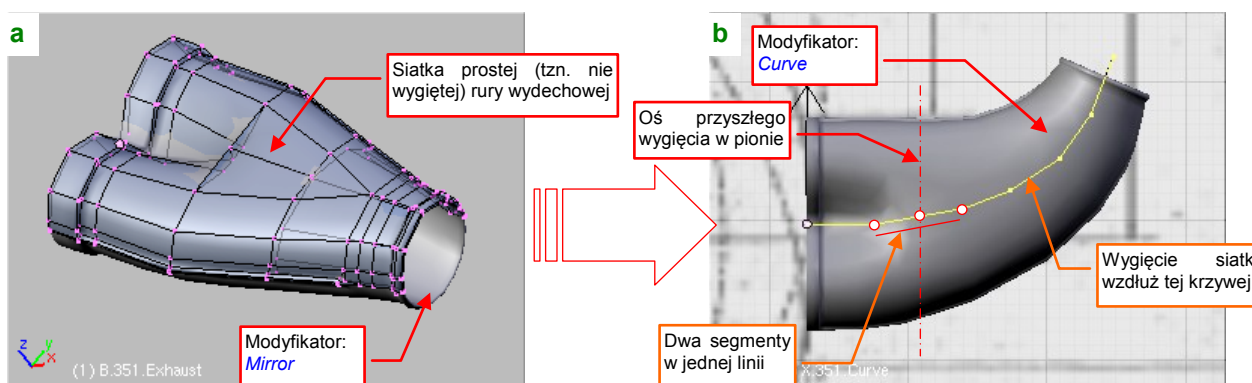 a
Siatka prostej (tzn. nie
wygiętej) rury wydechowej
Modyfikator:
Mirror
z
y
x
(1) B.351.Exhaust
b
Modyfikator:
Curve
Oś przyszłego
wygięcia w pionie
Wygięcie siatk
wzdłuż tej krzywej
Dwa segmenty
w jednej linii
X.351.Curve